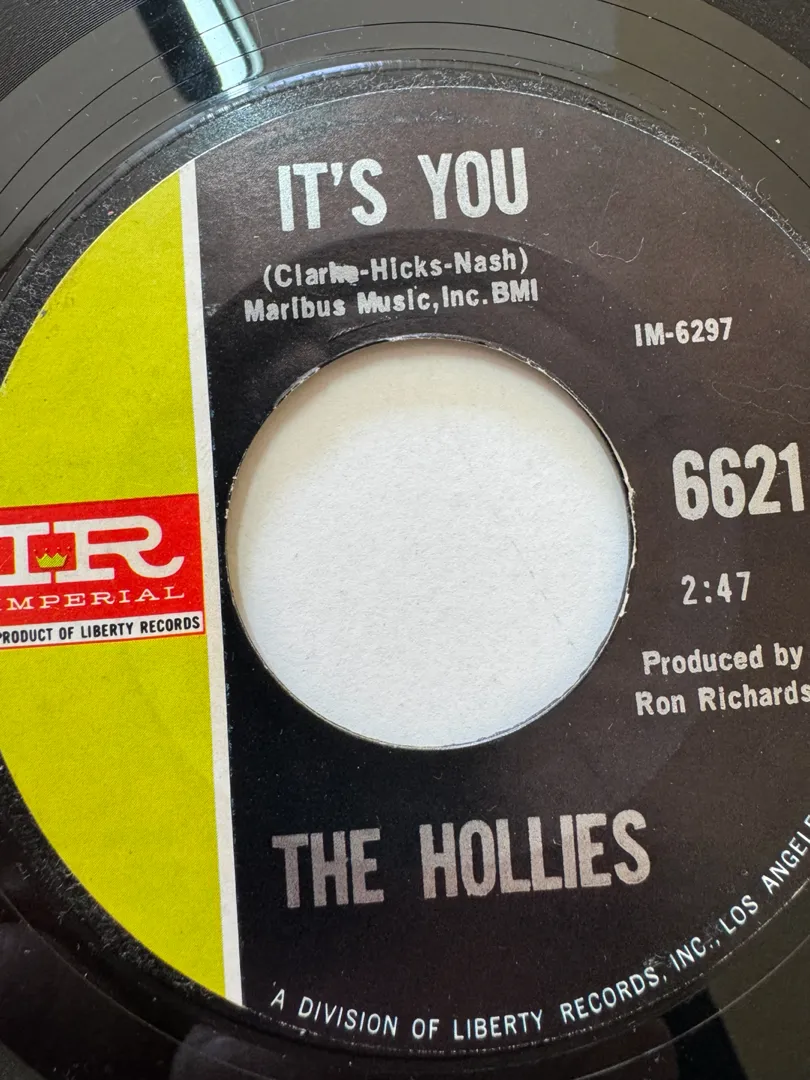 IT'S YOU
(Clarke-Hicks-Nash)
Maribus Music, Inc. BMI
IM-6297
6621
2:47
Produced by
Ron Richards
IR
IMPERIAL
PRODUCT OF LIBERTY RECORDS
THE HOLLIES
A DIVISION OF LIBERTY RECORDS, INC., LOS ANGELE